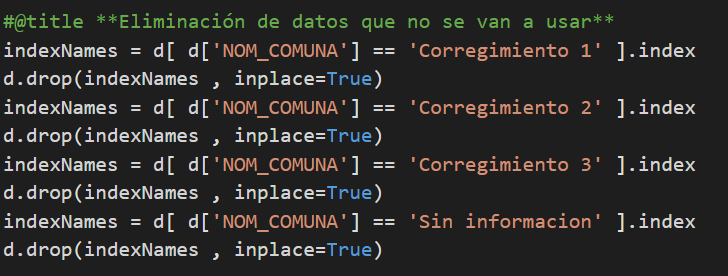 #@title **Eliminación de datos que no se van a usar**
indexNames = d[ d['NOM_COMUNA'] == 'Corregimiento 1' ].index
d.drop(indexNames , inplace=True)
indexNames = d[ d['NOM_COMUNA'] == 'Corregimiento 2' ].index
d.drop(indexNames , inplace=True)
indexNames = d[ d['NOM_COMUNA'] == 'Corregimiento 3' ].index
d.drop(indexNames , inplace=True)
indexNames = d[ d['NOM_COMUNA'] == 'Sin informacion' ].index
d.drop(indexNames , inplace=True)